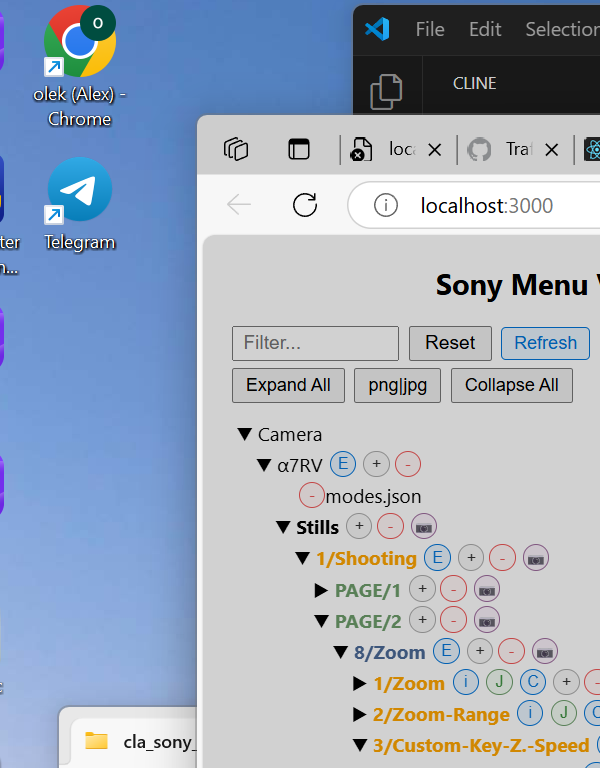 O
olek (Alex) -
Chrome
Telegram
ter
n...
File Edit Selection
CLINE
loca Tra
localhost:3000
Sony Menu
Filter... Reset Refresh
Expand All png|jpg Collapse All
▼ Camera
▼ α7RV E + -
- modes.json
▼ Stills + -
▼ 1/Shooting E + -
▶ PAGE/1 + -
▼ PAGE/2 + -
▼ 8/Zoom E + -
▶ 1/Zoom i J C + -
▶ 2/Zoom-Range i J C
▼ 3/Custom-Key-Z.-Speed
cla_sony_